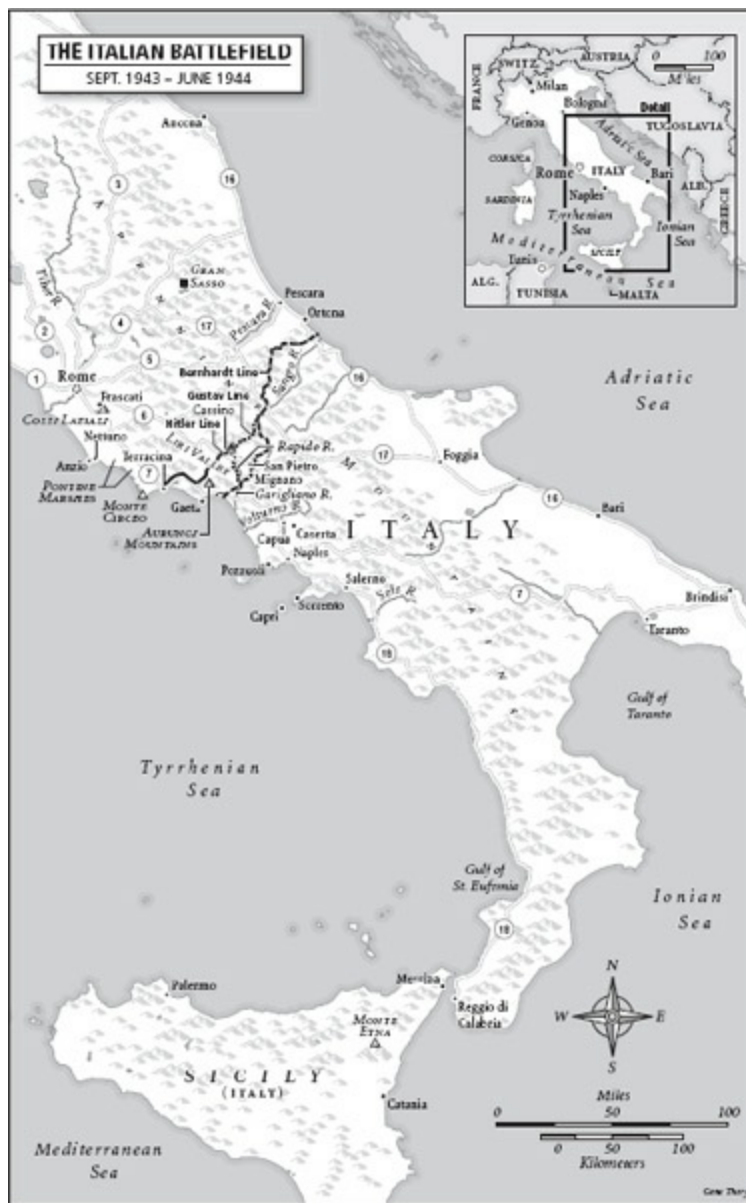 THE ITALIAN BATTLEFIELD
SEPT. 1943 – JUNE 1944
0 100
Miles
SWITZ.
AUSTRIA
FRANCE
Milan
Bologna
Genoa
Detail
Adriatic Sea
YUGOSLAVIA
CORSICA
Rome
ITALY
Bari
ALB.
SARDINIA
Naples
Tyrrhenian
Sea
Ionian
Sea
GREECE
Mediterranean Sea
SICILY
Tunis
ALG.
TUNISIA
MALTA
Ancona
3
16
Tiber R.
GRAN
SASSO
Pescara
Pescara R.
Ortona
2
4
17
5
1
Rome
Bernhardt Line
Sangro R.
16
Adriatic
Sea
Frascati
Gustav Line
Cassino
6
Hitler Line
COLLI LAZIALI
LIRI VALLEY
Nettuno
Rapido R.
17
Foggia
Anzio
Terracina
San Pietro
7
Mignano
PONTINE
MARSHES
Garigliano R.
16
MONTE
CIRCEO
Gaeta
Volturno R.
Bari
AURUNCI
MOUNTAINS
Capua
Caserta
ITALY
Naples
Pozzuoli
Salerno
Sele R.
7
Brindisi
Capri
Sorrento
Taranto
18
Gulf of
Taranto
Tyrrhenian
Sea
Gulf of
St. Eufemia
Ionian
Sea
18
Messina
Palermo
Reggio di
Calabria
N
W E
S
MONTE
ETNA
SICILY
(ITALY)
Catania
Miles
0 50 100
0 50 100
Kilometers
Mediterranean
Sea